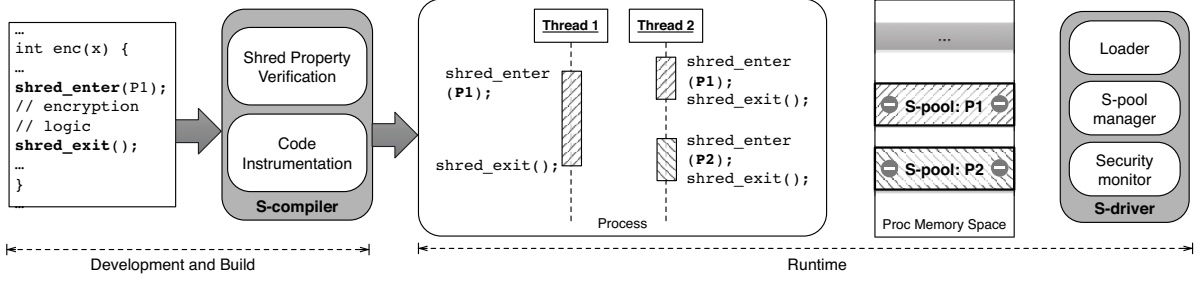 …
int enc(x) {
…
shred_enter(P1);
// encryption
// logic
shred_exit();
…
}
…
Shred Property
Verification
Code
Instrumentation
S-compiler
Thread 1
Thread 2
shred_enter
(P1);
shred_exit();
shred_enter
(P1);
shred_exit();
shred_enter
(P2);
shred_exit();
Process
...
S-pool: P1
S-pool: P2
Proc Memory Space
Loader
S-pool
manager
Security
monitor
S-driver
Development and Build
Runtime